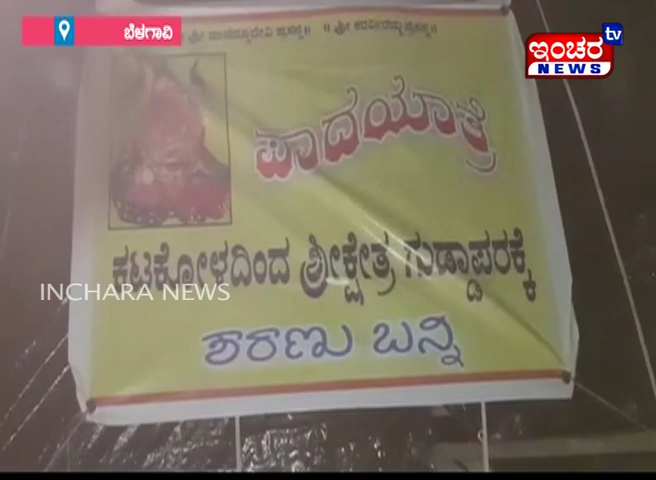 ಬೆಳಗಾವಿ
ಇಂಚರ tv
NEWS
ಪಾದಯಾತ್ರೆ
ಕಟಕೋಳದಿಂದ ಶ್ರೀಕ್ಷೇತ್ರ ಗುಡ್ಡಾಪುರಕ್ಕೆ
INCHARA NEWS
ಶರಣು ಬನ್ನಿ